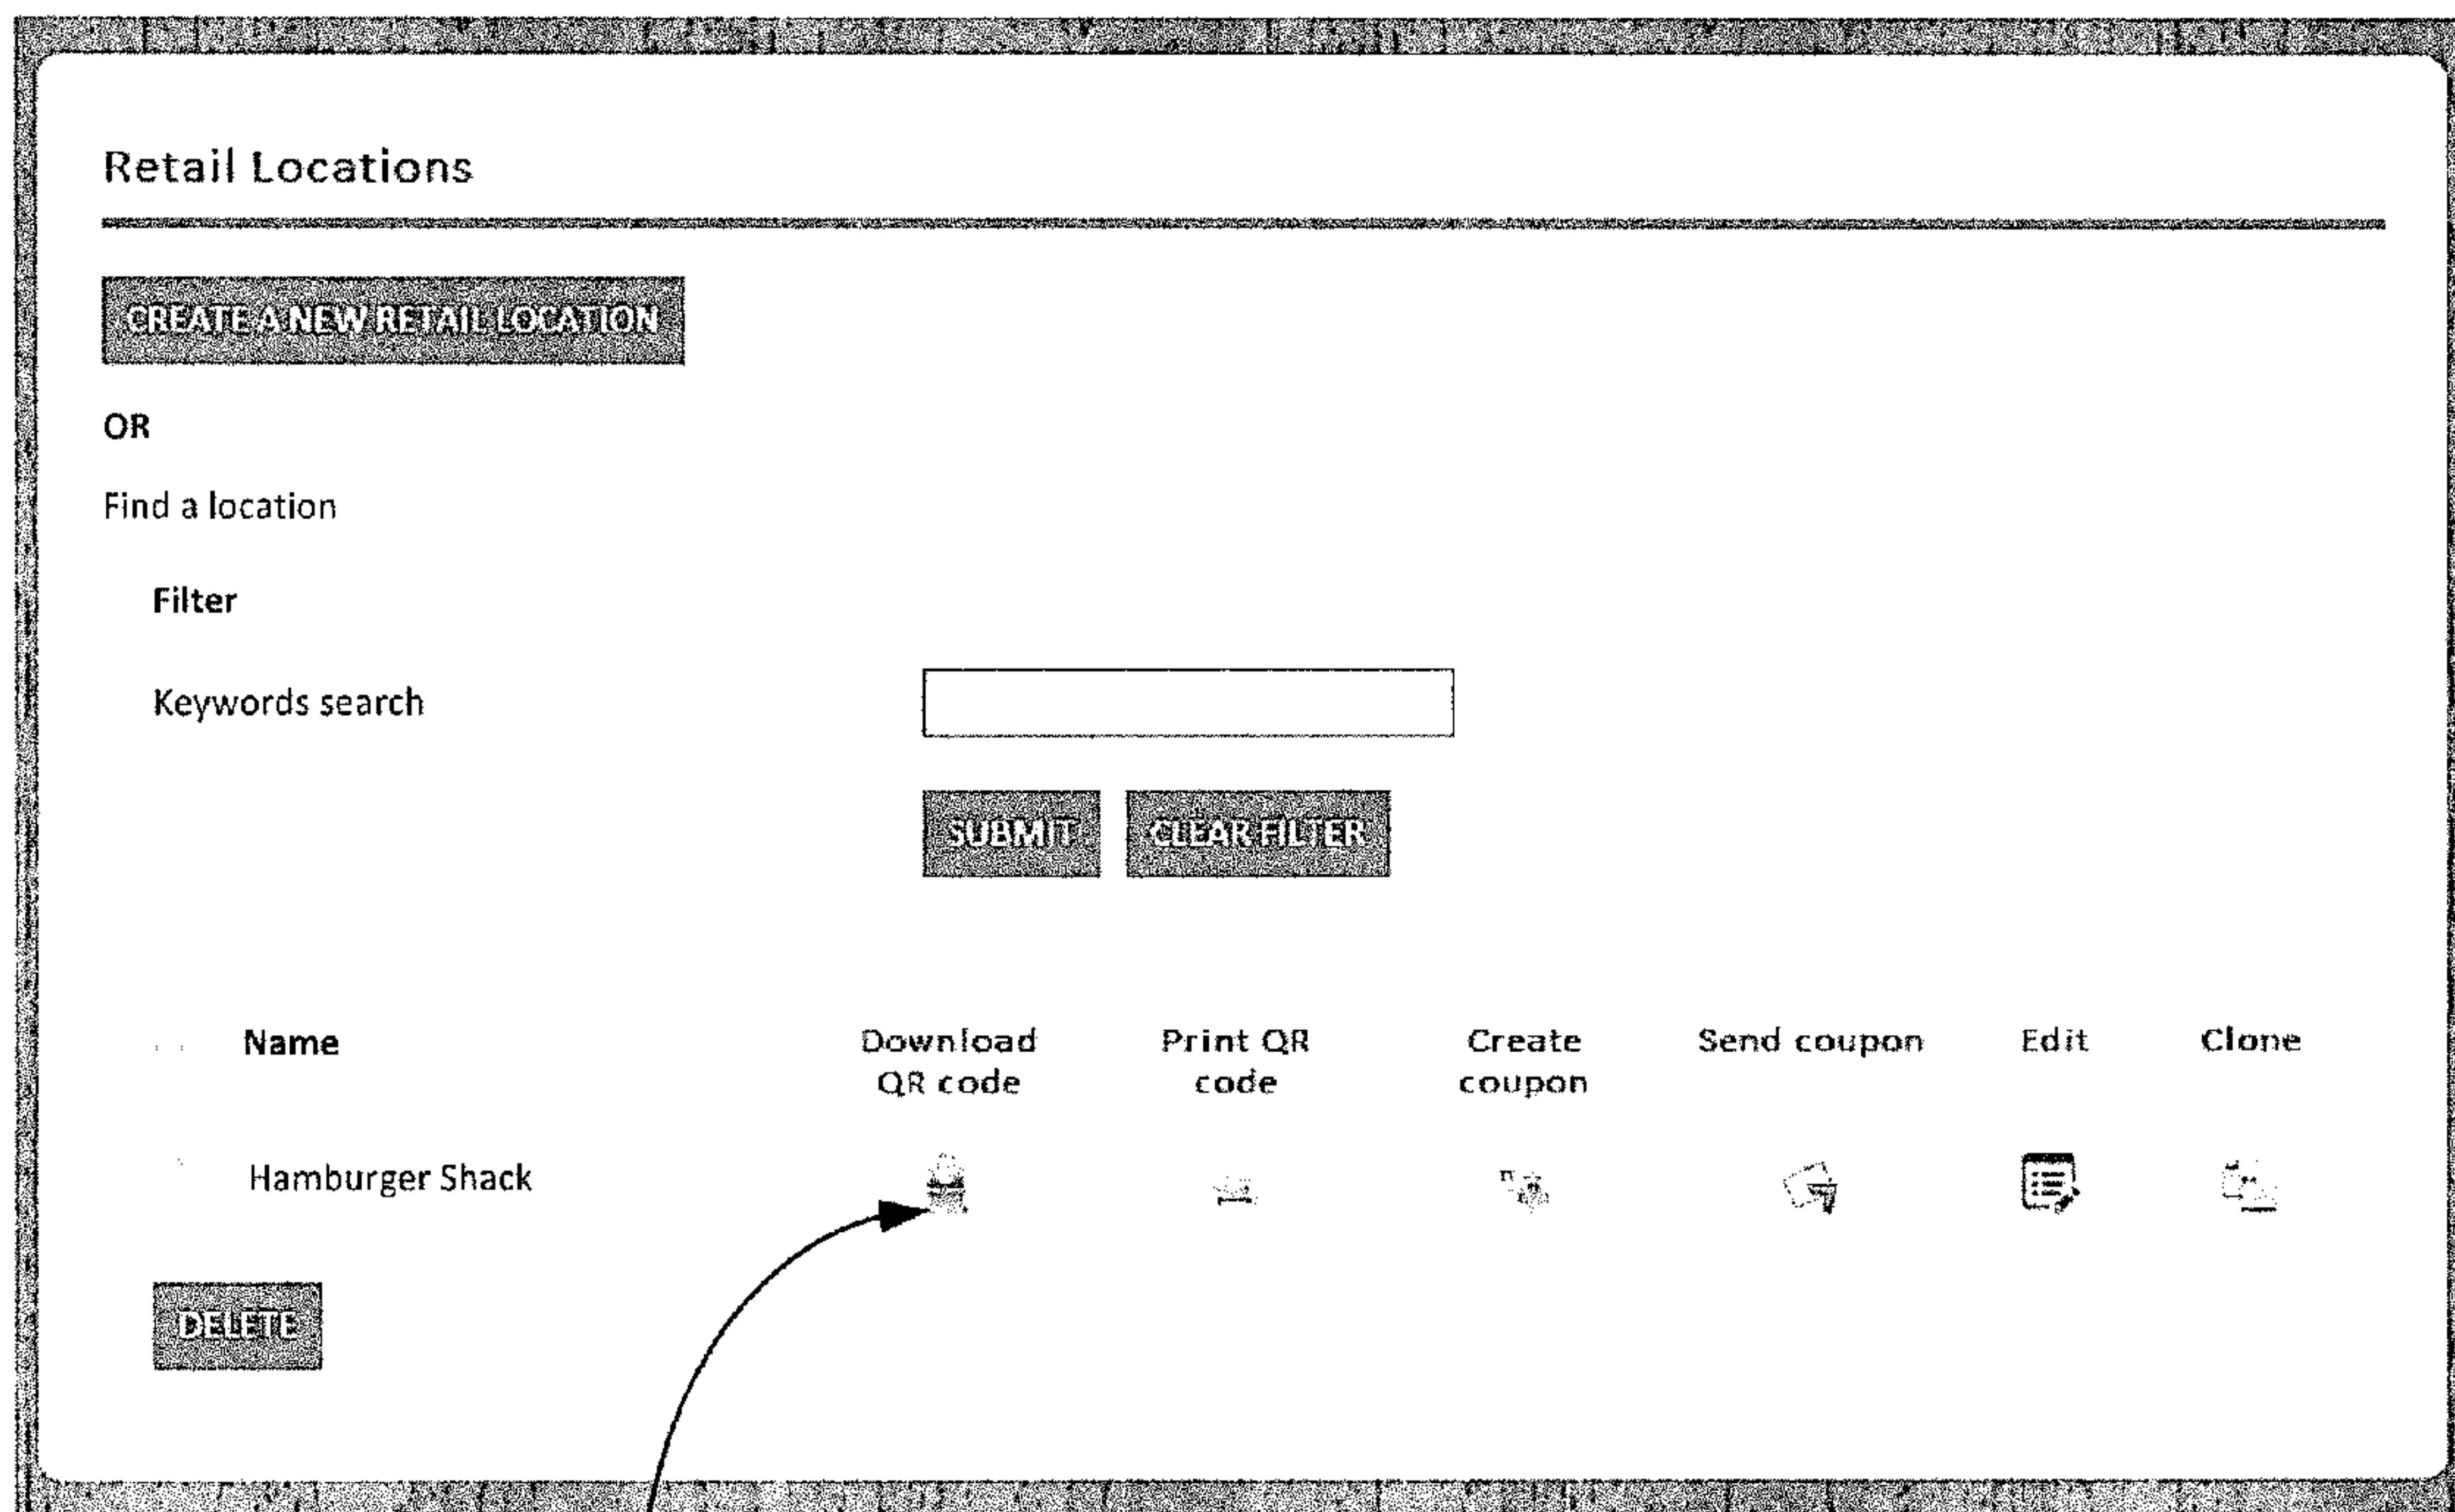 Retail Locations
CREATE A NEW RETAIL LOCATION
OR
Find a location
Filter
Keywords search
SUBMIT CLEAR FILTER
Name Download QR code Print QR code Create coupon Send coupon Edit Clone
Hamburger Shack
DELETE